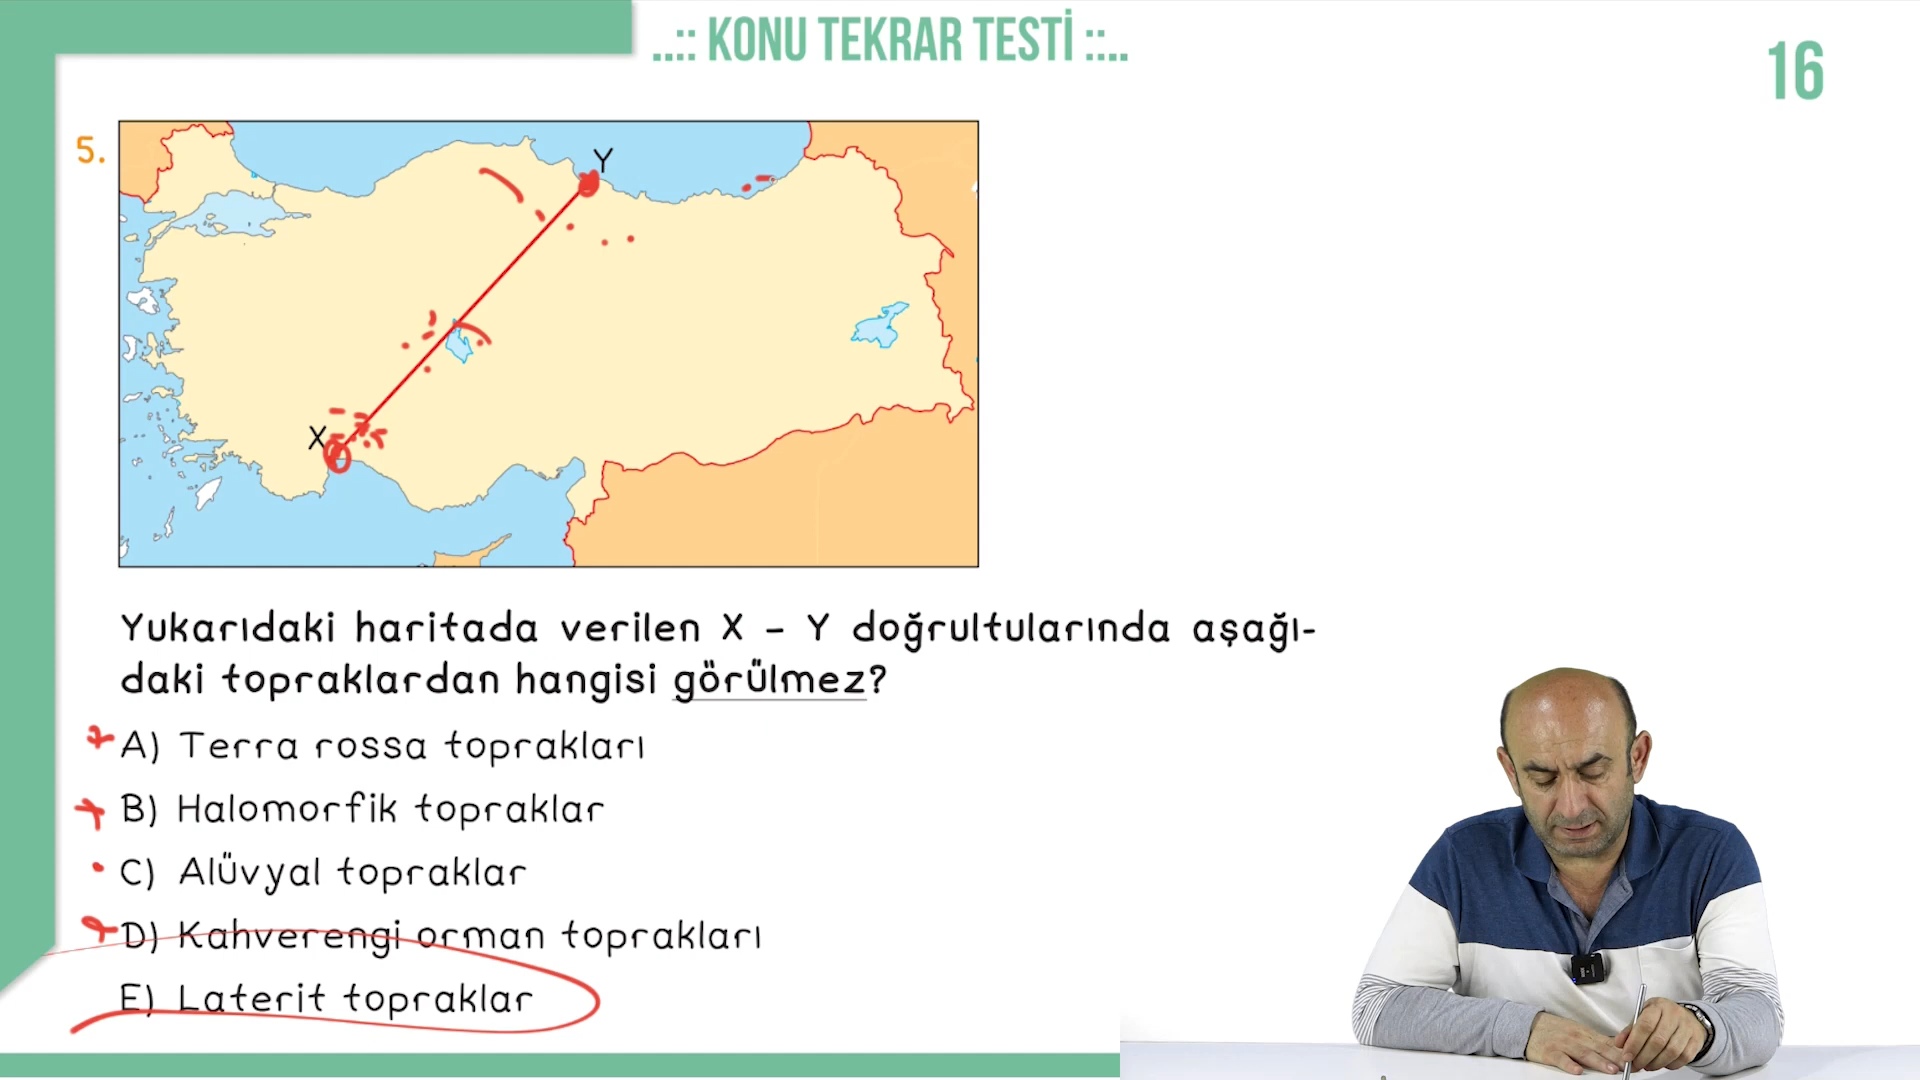 ..:: KONU TEKRAR TESTİ ::..
16
5.
Y
X
Yukarıdaki haritada verilen X – Y doğrultularında aşağı-
daki topraklardan hangisi görülmez?
A) Terra rossa toprakları
B) Halomorfik topraklar
C) Alüvyal topraklar
D) Kahverengi orman toprakları
E) Laterit topraklar